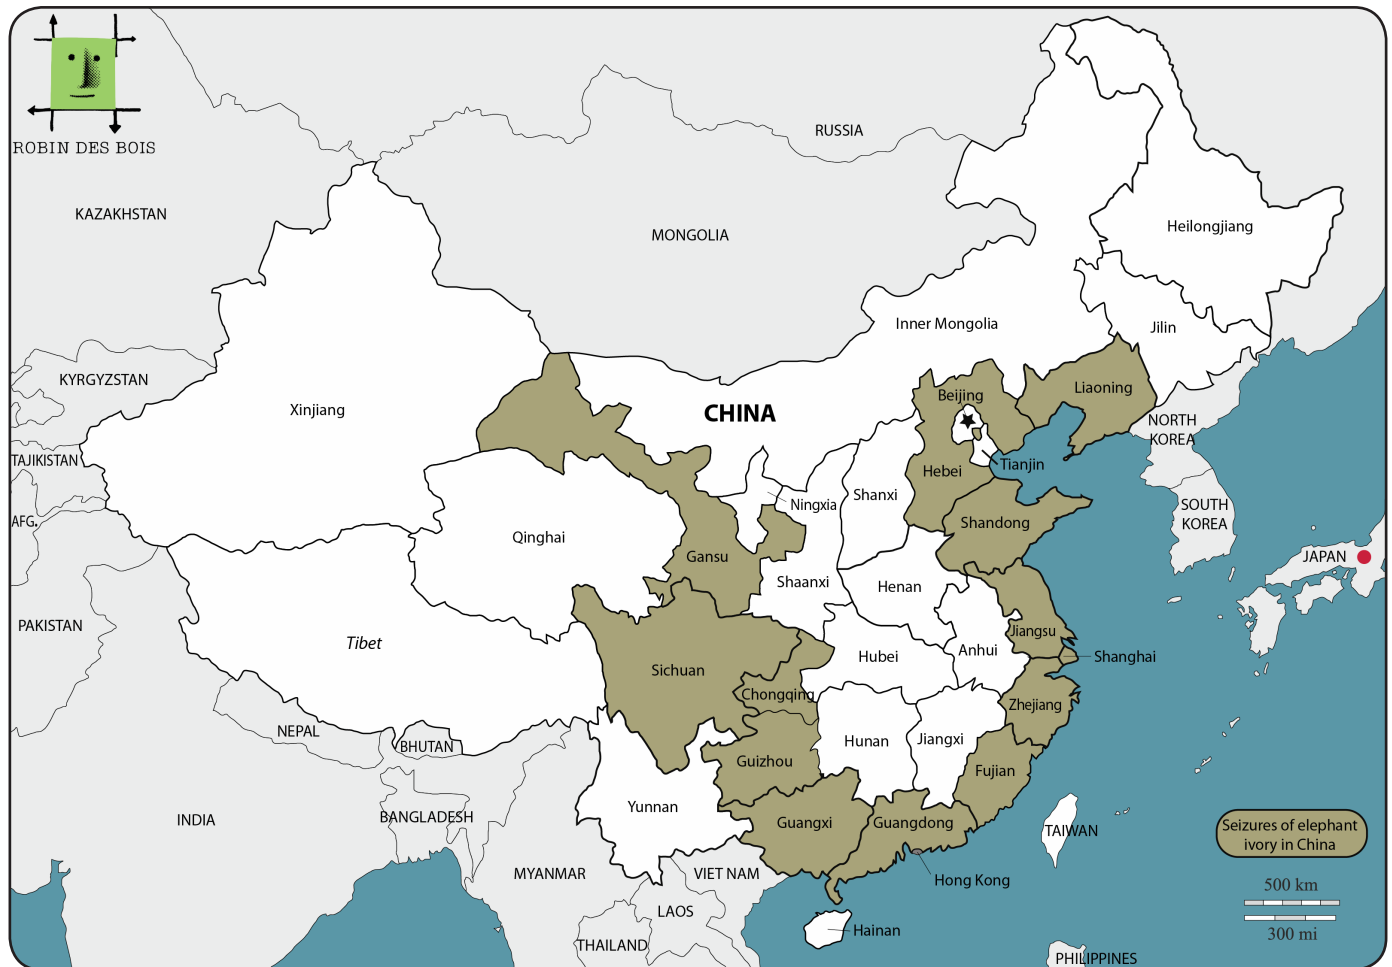 ROBIN DES BOIS
RUSSIA
KAZAKHSTAN
MONGOLIA
Heilongjiang
Inner Mongolia
Jilin
KYRGYZSTAN
Liaoning
Beijing
Xinjiang
CHINA
NORTH
KOREA
TAJIKISTAN
Tianjin
Hebei
Shanxi
Ningxia
SOUTH
KOREA
AFG.
Shandong
Qinghai
Gansu
JAPAN
Shaanxi
Henan
PAKISTAN
Jiangsu
Tibet
Anhui
Hubei
Shanghai
Sichuan
Chongqing
Zhejiang
NEPAL
BHUTAN
Hunan
Jiangxi
Guizhou
Fujian
Yunnan
INDIA
BANGLADESH
Guangxi
Guangdong
TAIWAN
Seizures of elephant
ivory in China
MYANMAR
VIET NAM
Hong Kong
500 km
LAOS
Hainan
300 mi
THAILAND
PHILIPPINES